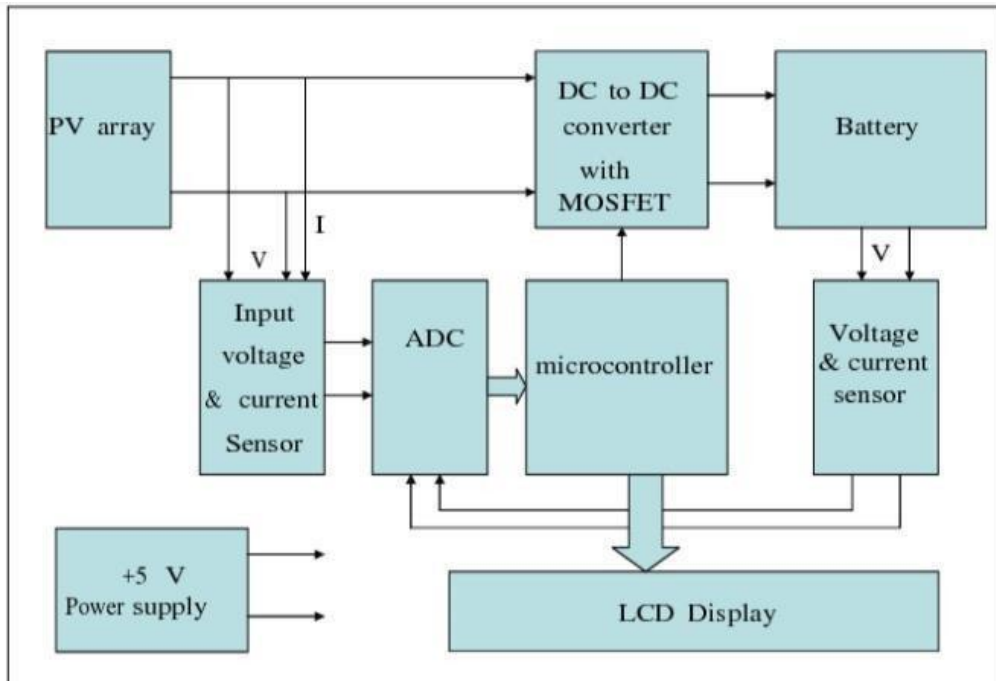 PV array
DC to DC
converter
with
MOSFET
Battery
I
V
V
Input
voltage
& current
Sensor
ADC
microcontroller
Voltage
& current
sensor
+5 V
Power supply
LCD Display